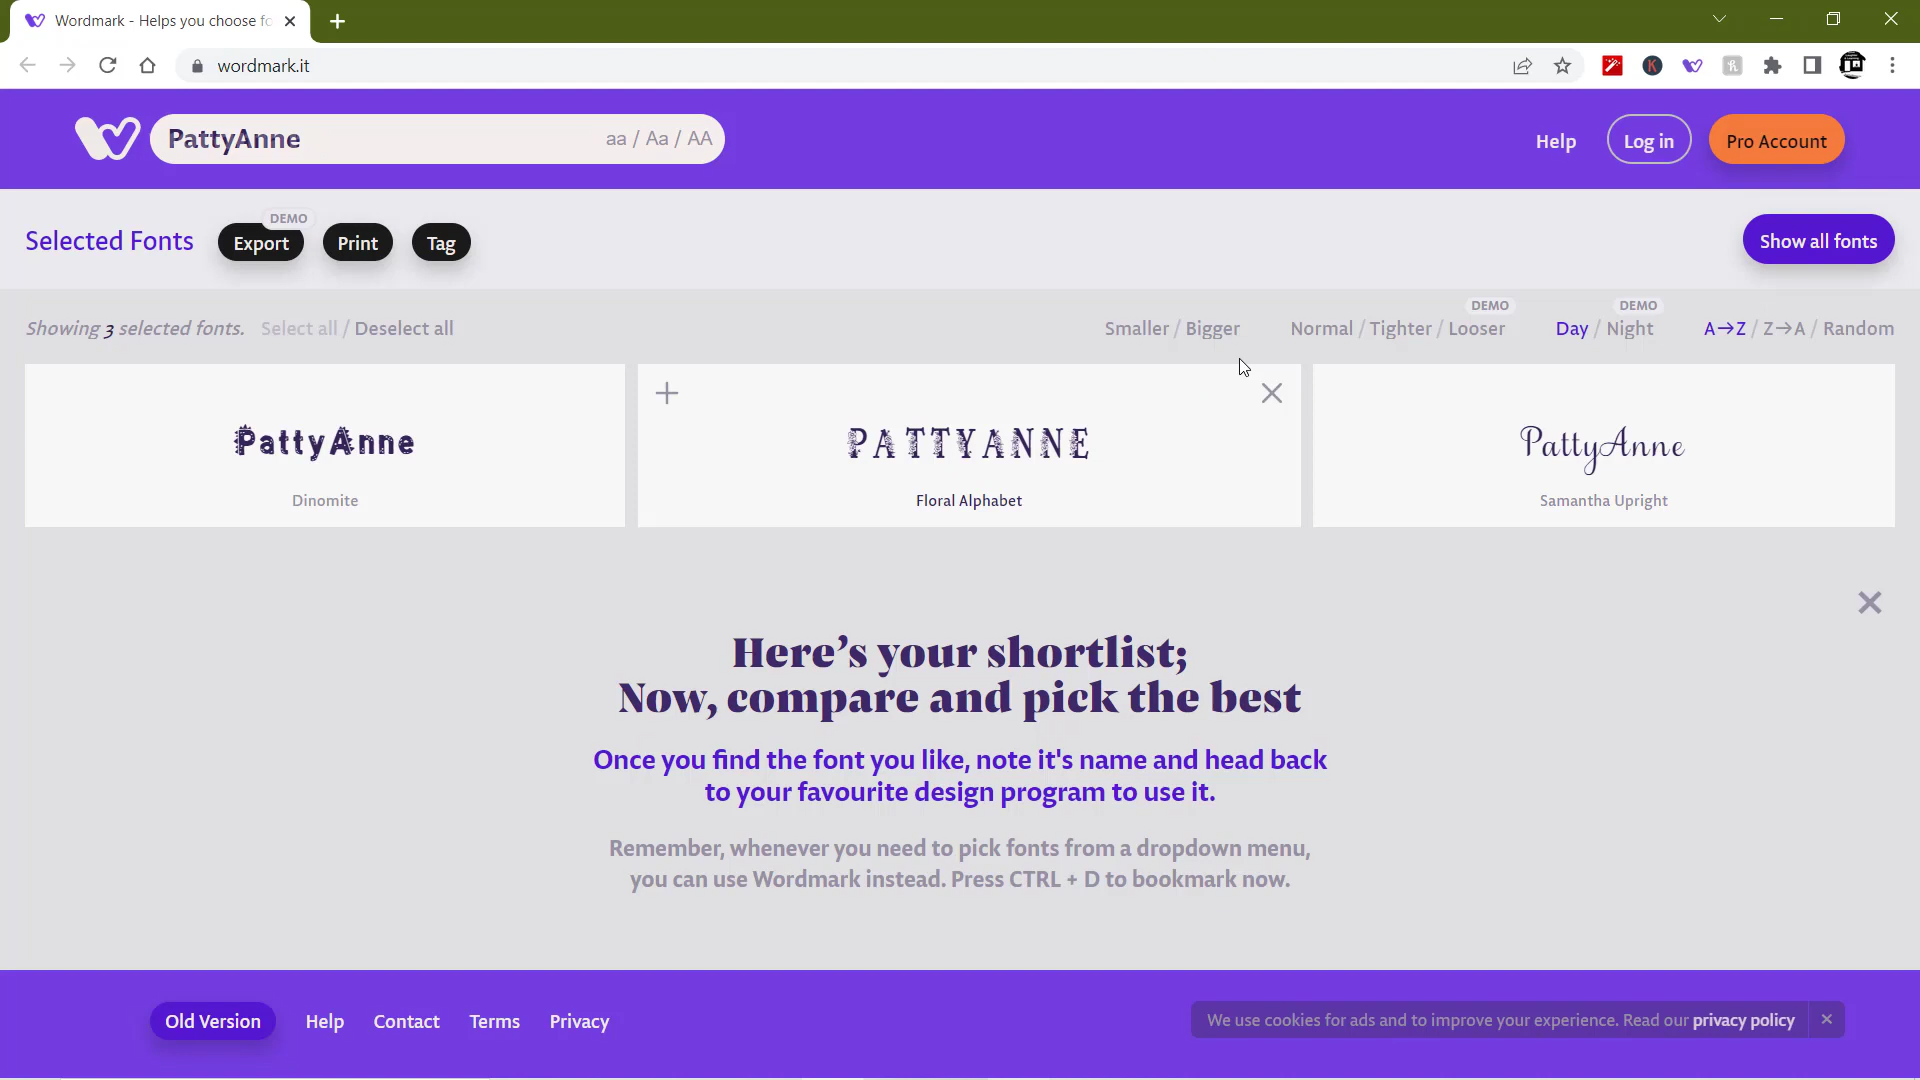 Wordmark - Helps you choose fo
wordmark.it
PattyAnne
aa / Aa / AA
Help
Log in
Pro Account
Selected Fonts
DEMO
Export
Print
Tag
Show all fonts
Showing 3 selected fonts.
Select all / Deselect all
Smaller / Bigger
DEMO
Normal / Tighter / Looser
DEMO
Day / Night
A→Z / Z→A / Random
PattyAnne
Dinomite
PATTYANNE
Floral Alphabet
PattyAnne
Samantha Upright
Here’s your shortlist;
Now, compare and pick the best
Once you find the font you like, note it's name and head back
to your favourite design program to use it.
Remember, whenever you need to pick fonts from a dropdown menu,
you can use Wordmark instead. Press CTRL + D to bookmark now.
Old Version
Help
Contact
Terms
Privacy
We use cookies for ads and to improve your experience. Read our privacy policy